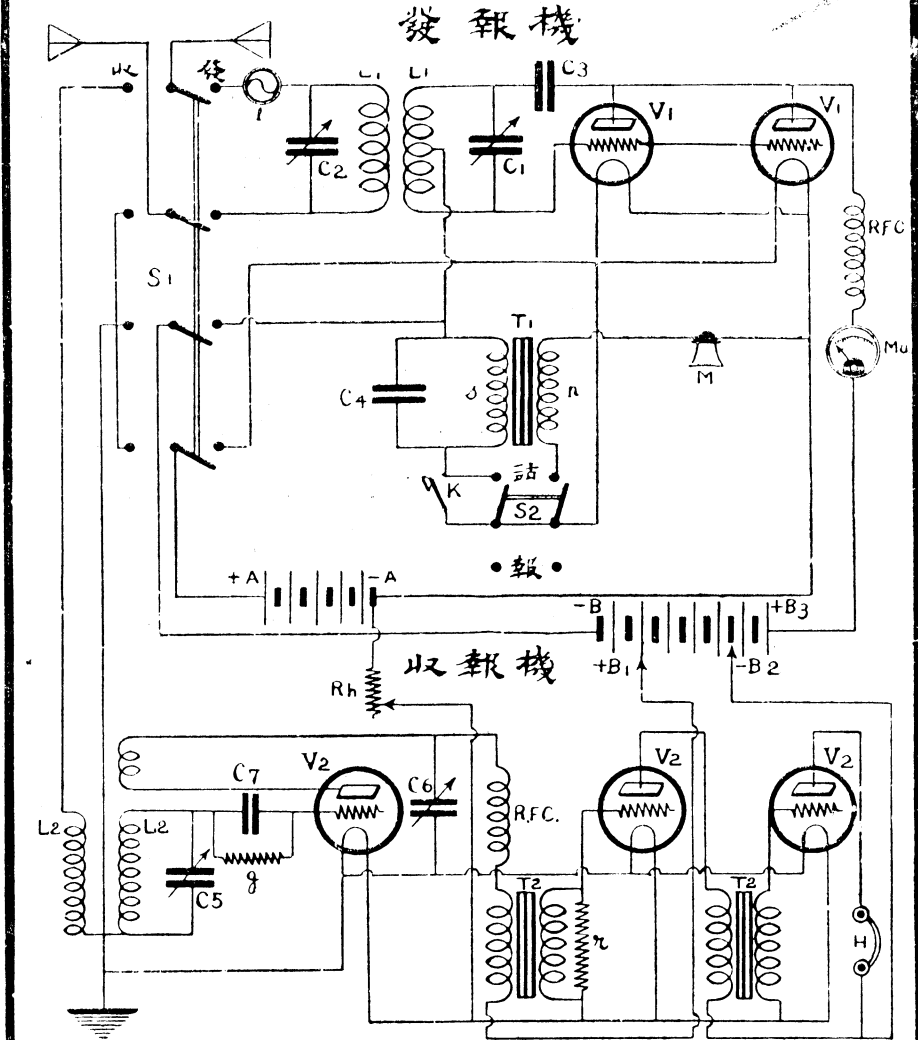 發報機
收
發
I
L1
L1
C3
C2
C1
V1
V1
RFC
S1
T1
Ma
M
C4
s
p
話
K
S2
報
+A
-A
-B
+B3
+B1
-B2
收報機
Rh
V2
C7
C6
V2
V2
L2
L2
R.F.C.
g
C5
T2
T2
r
H